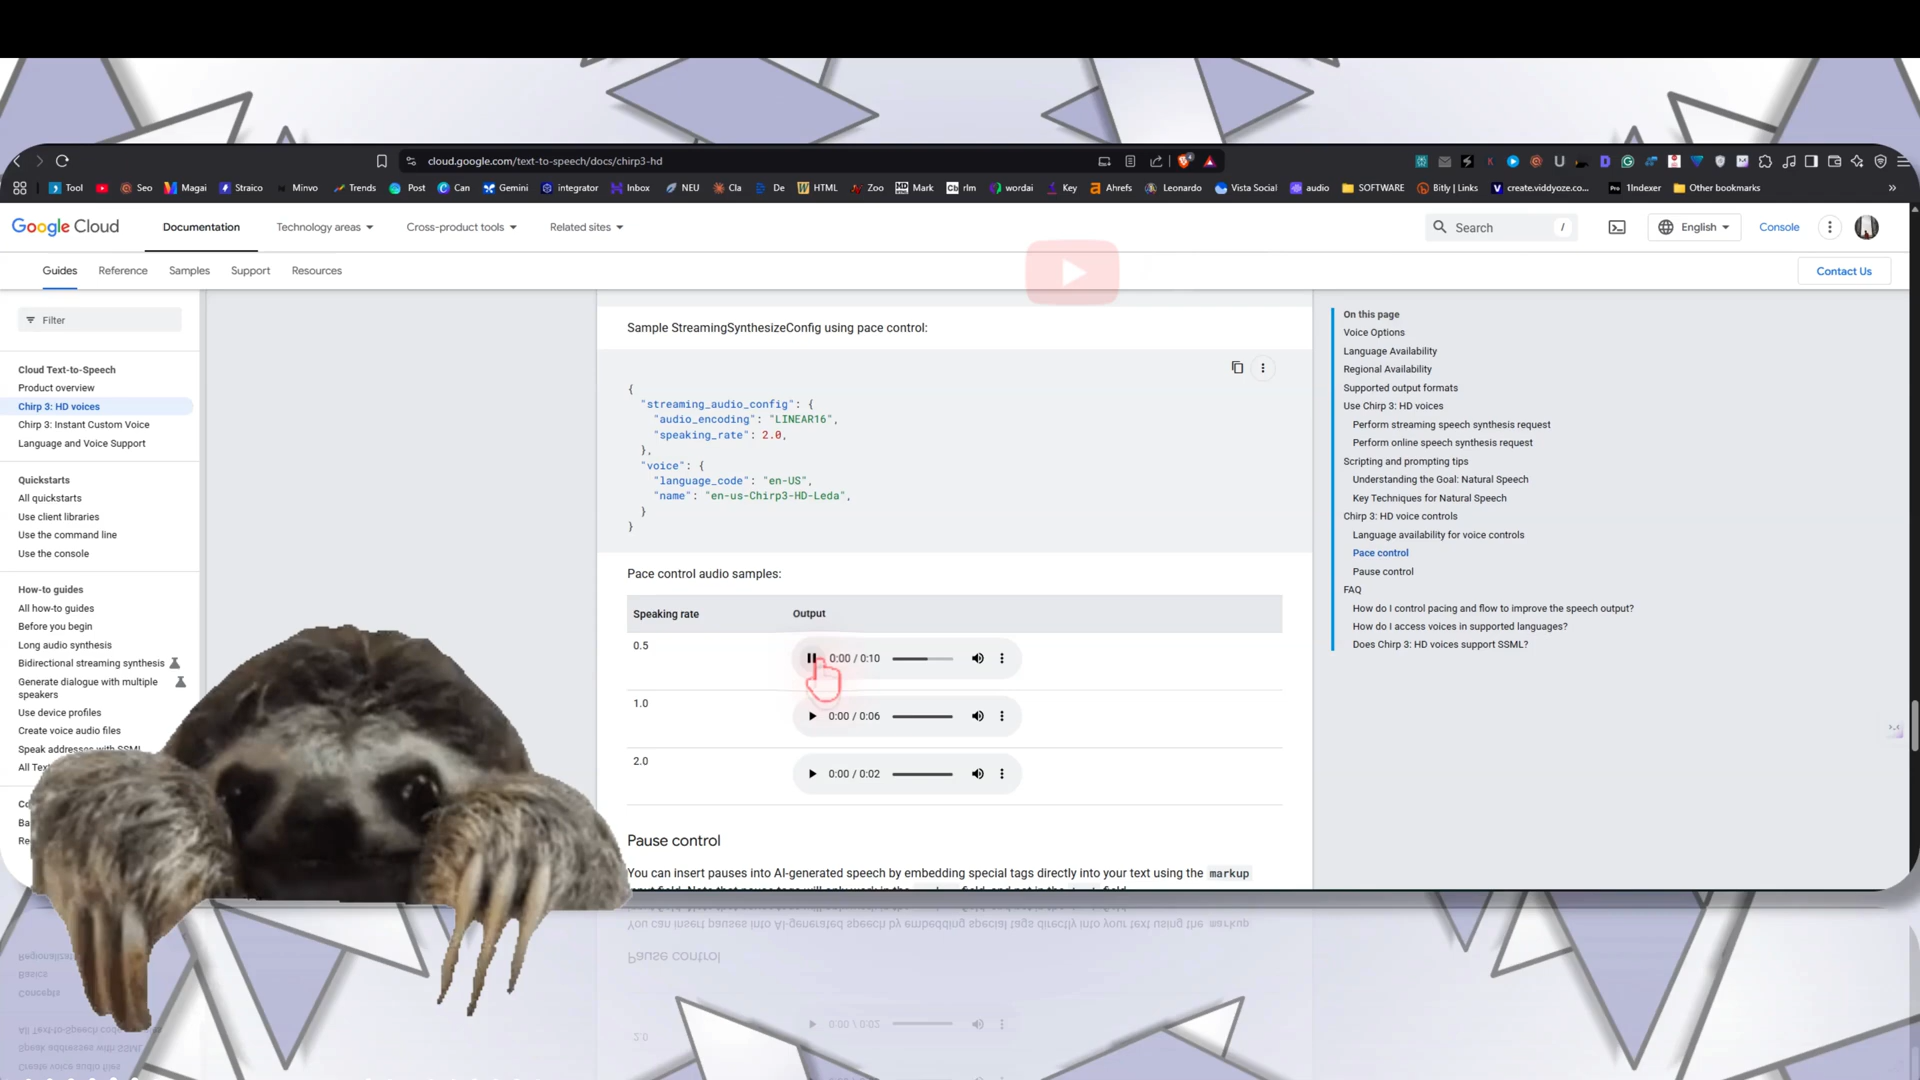 cloud.google.com/text-to-speech/docs/chirp3-hd
Tool
Seo
Magai
Straico
Minvo
Trends
Post
Can
Gemini
integrator
Inbox
NEU
Cla
De
HTML
Zoo
Mark
rlm
wordai
Key
Ahrefs
Leonardo
Vista Social
audio
SOFTWARE
Bitly | Links
create.viddyoze.co...
1Indexer
Other bookmarks
Google Cloud
Documentation
Technology areas
Cross-product tools
Related sites
Search
/
English
Console
Guides
Reference
Samples
Support
Resources
Contact Us
Filter
Cloud Text-to-Speech
Product overview
Chirp 3: HD voices
Chirp 3: Instant Custom Voice
Language and Voice Support
Quickstarts
All quickstarts
Use client libraries
Use the command line
Use the console
How-to guides
All how-to guides
Before you begin
Long audio synthesis
Bidirectional streaming synthesis
Generate dialogue with multiple
speakers
Use device profiles
Create voice audio files
Speak addresses with SSML
Sample StreamingSynthesizeConfig using pace control:
{
"streaming_audio_config": {
"audio_encoding": "LINEAR16",
"speaking_rate": 2.0,
},
"voice": {
"language_code": "en-US",
"name": "en-us-Chirp3-HD-Leda",
}
}
Pace control audio samples:
Speaking rate
Output
0.5
0:00 / 0:10
1.0
0:00 / 0:06
2.0
0:00 / 0:02
Pause control
You can insert pauses into AI-generated speech by embedding special tags directly into your text using the markup
On this page
Voice Options
Language Availability
Regional Availability
Supported output formats
Use Chirp 3: HD voices
Perform streaming speech synthesis request
Perform online speech synthesis request
Scripting and prompting tips
Understanding the Goal: Natural Speech
Key Techniques for Natural Speech
Chirp 3: HD voice controls
Language availability for voice controls
Pace control
Pause control
FAQ
How do I control pacing and flow to improve the speech output?
How do I access voices in supported languages?
Does Chirp 3: HD voices support SSML?